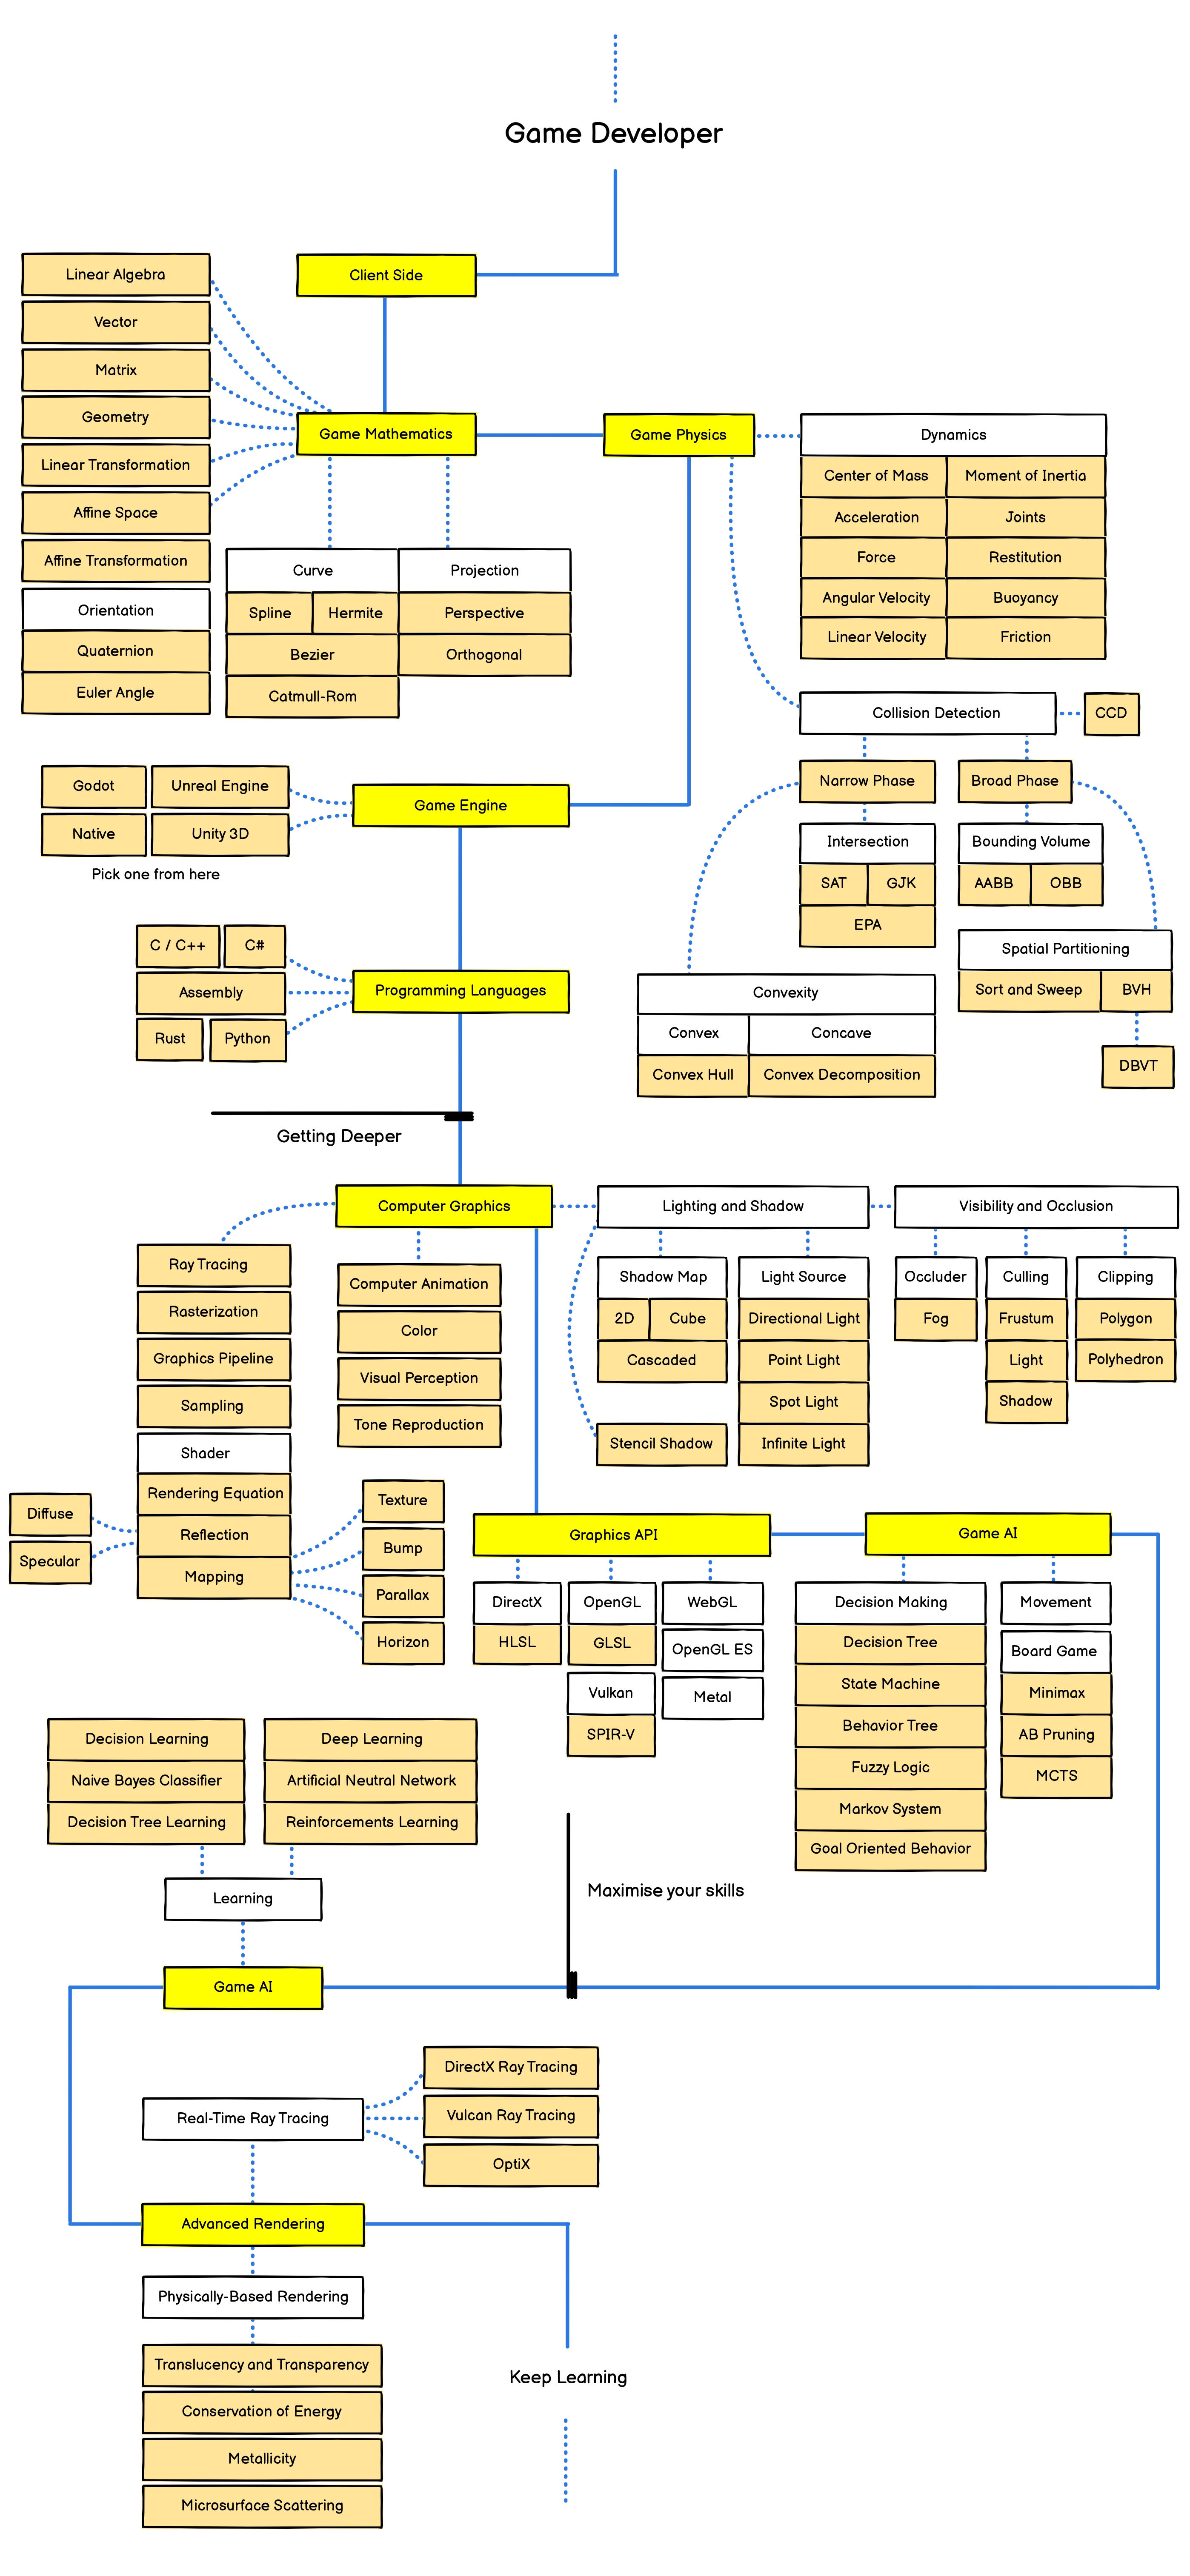 Game Developer
Client Side
Linear Algebra
Vector
Matrix
Geometry
Linear Transformation
Affine Space
Affine Transformation
Orientation
Quaternion
Euler Angle
Game Mathematics
Curve
Spline
Hermite
Bezier
Catmull-Rom
Projection
Perspective
Orthogonal
Game Physics
Dynamics
Center of Mass
Moment of Inertia
Acceleration
Joints
Force
Restitution
Angular Velocity
Buoyancy
Linear Velocity
Friction
Collision Detection
CCD
Narrow Phase
Broad Phase
Intersection
SAT
GJK
EPA
Bounding Volume
AABB
OBB
Spatial Partitioning
Sort and Sweep
BVH
DBVT
Convexity
Convex
Concave
Convex Hull
Convex Decomposition
Godot
Unreal Engine
Native
Unity 3D
Pick one from here
Game Engine
C / C++
C#
Assembly
Rust
Python
Programming Languages
Getting Deeper
Computer Graphics
Ray Tracing
Rasterization
Graphics Pipeline
Sampling
Shader
Rendering Equation
Reflection
Mapping
Diffuse
Specular
Texture
Bump
Parallax
Horizon
Computer Animation
Color
Visual Perception
Tone Reproduction
Lighting and Shadow
Shadow Map
2D
Cube
Cascaded
Stencil Shadow
Light Source
Directional Light
Point Light
Spot Light
Infinite Light
Visibility and Occlusion
Occluder
Fog
Culling
Frustum
Light
Shadow
Clipping
Polygon
Polyhedron
Graphics API
DirectX
HLSL
OpenGL
GLSL
Vulkan
SPIR-V
WebGL
OpenGL ES
Metal
Game AI
Decision Making
Decision Tree
State Machine
Behavior Tree
Fuzzy Logic
Markov System
Goal Oriented Behavior
Movement
Board Game
Minimax
AB Pruning
MCTS
Maximise your skills
Decision Learning
Naive Bayes Classifier
Decision Tree Learning
Deep Learning
Artificial Neutral Network
Reinforcements Learning
Learning
Game AI
Real-Time Ray Tracing
DirectX Ray Tracing
Vulcan Ray Tracing
OptiX
Advanced Rendering
Physically-Based Rendering
Translucency and Transparency
Conservation of Energy
Metallicity
Microsurface Scattering
Keep Learning